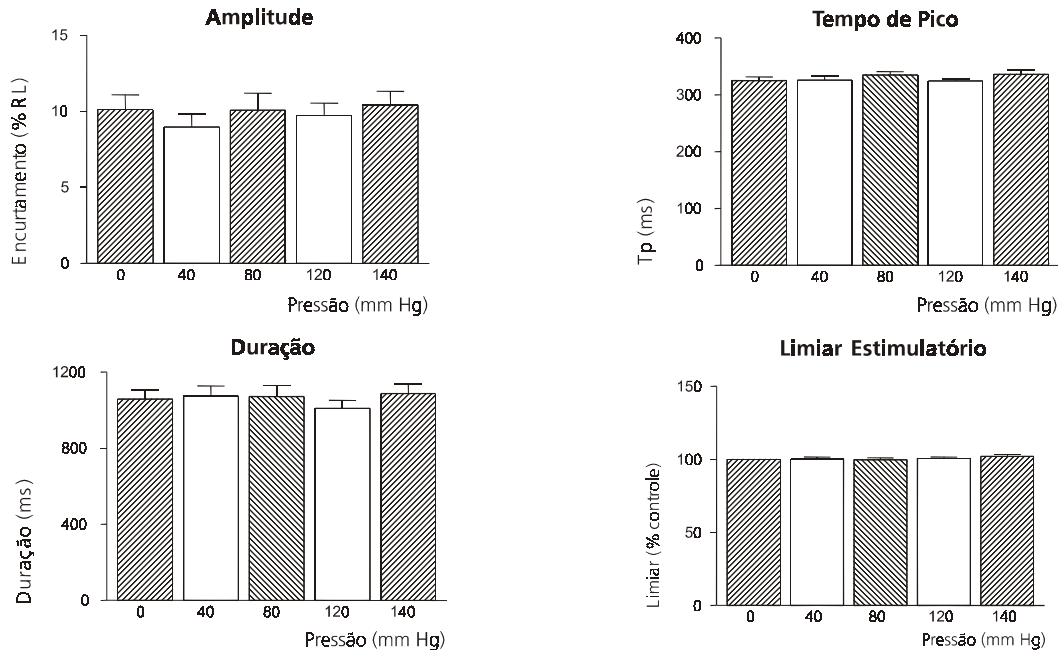 Amplitude
15
10
5
0
Encurtamento (% RL)
0 40 80 120 140
Pressão (mm Hg)
Tempo de Pico
400
300
200
100
0
Tp (ms)
0 40 80 120 140
Pressão (mm Hg)
Duração
1200
800
400
0
Duração (ms)
0 40 80 120 140
Pressão (mm Hg)
Limiar Estimulatório
150
100
50
0
Limiar (% controle)
0 40 80 120 140
Pressão (mm Hg)